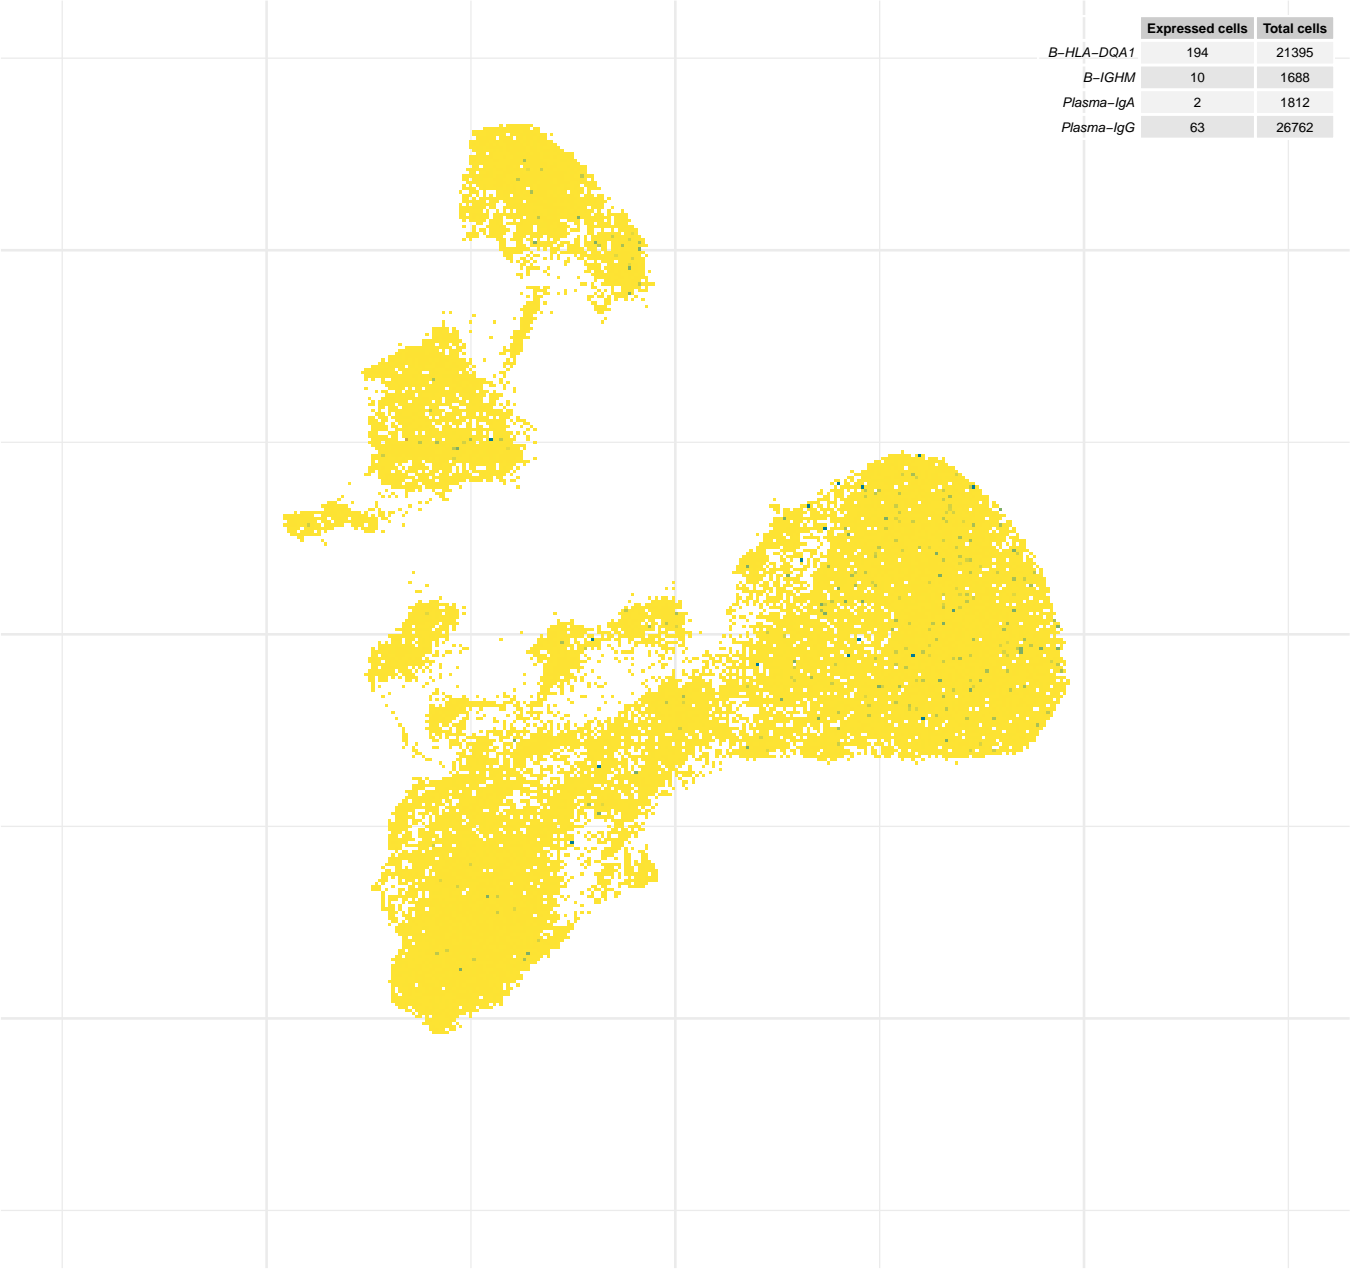 Expressed cells Total cells
B−HLA−DQA1 194 21395
B−IGHM 10 1688
Plasma−IgA 2 1812
Plasma−IgG 63 26762